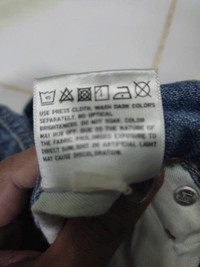 USE PRESS CLOTH. WASH DARK COLORS
SEPARATELY. NO OPTICAL
BRIGHTENERS. DO NOT SOAK. COLOR
MAY RUB OFF. DUE TO THE NATURE OF
THE FABRIC, PROLONGED EXPOSURE TO
DIRECT SUNLIGHT OR ARTIFICIAL LIGHT
MAY CAUSE DISCOLORATION.